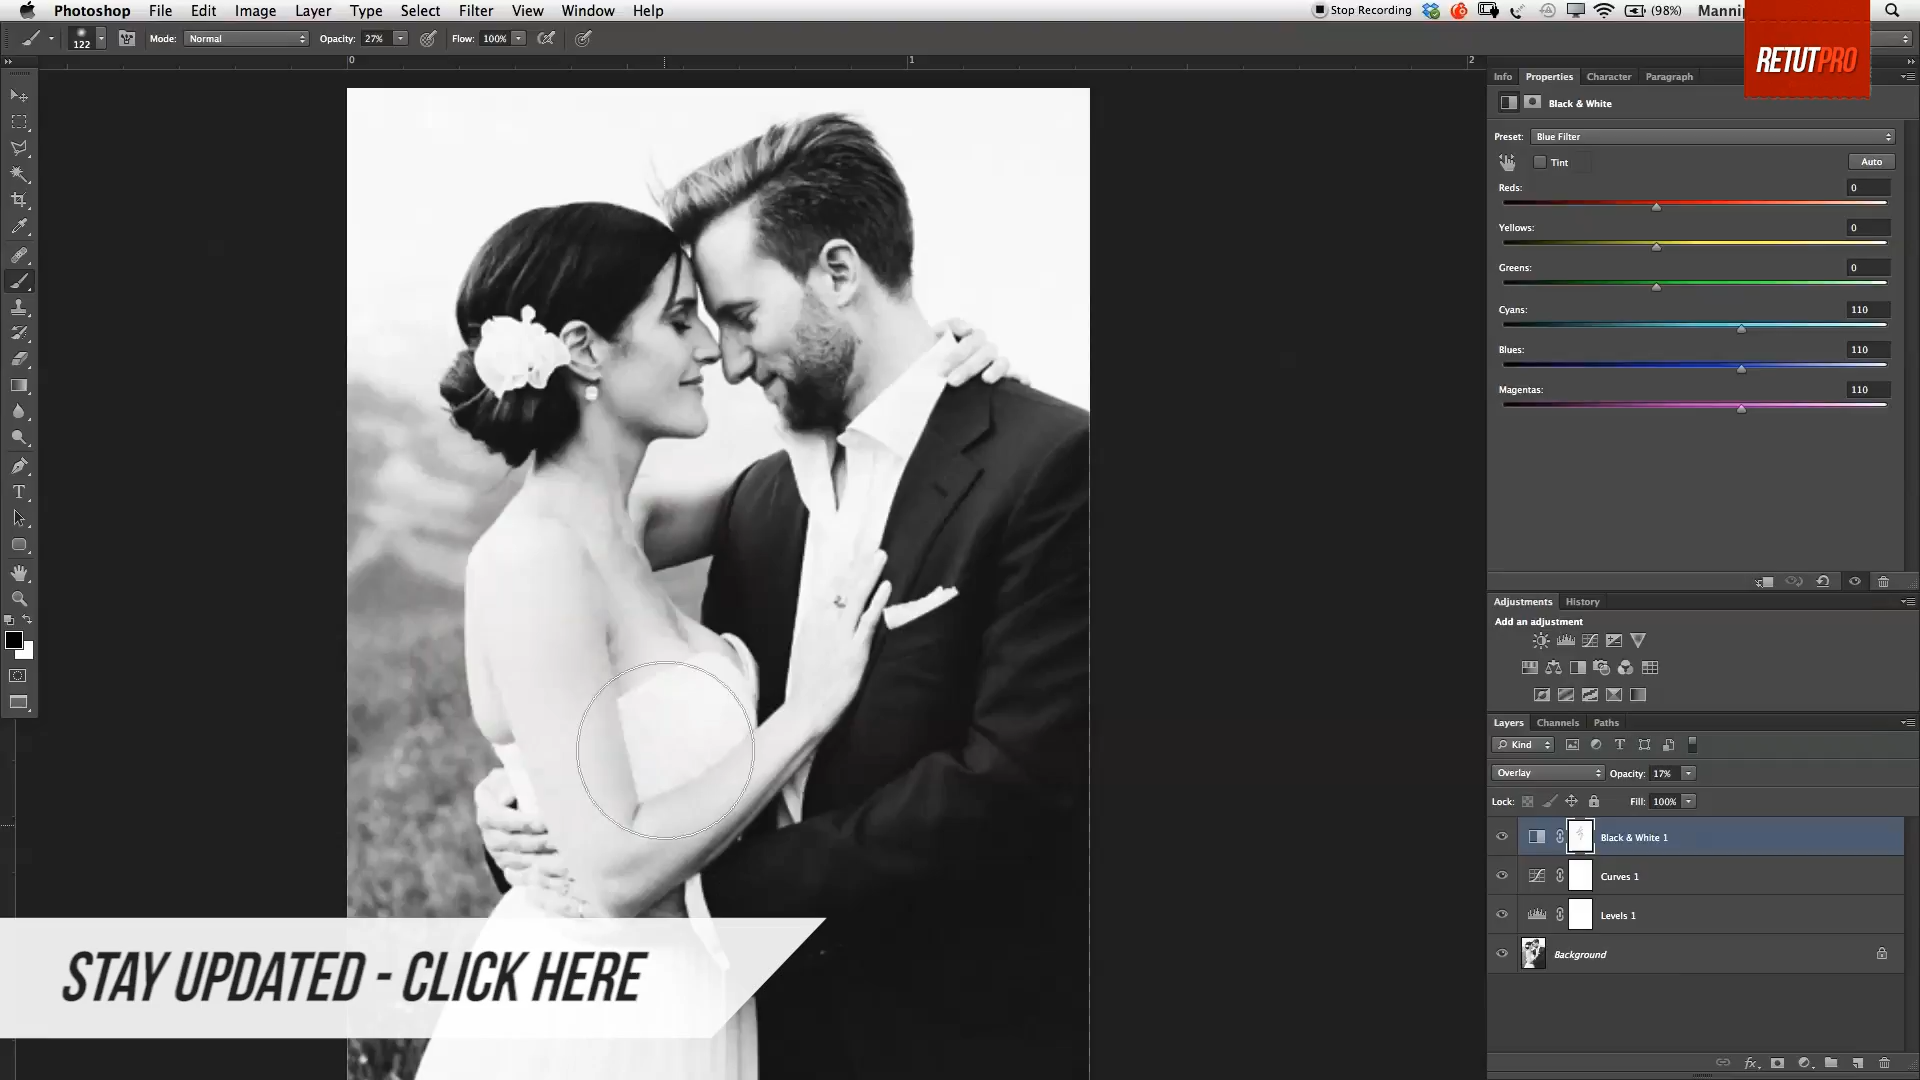 Photoshop File Edit Image Layer Type Select Filter View Window Help
Stop Recording (98%)
RETUTPRO
122 Mode: Normal Opacity: 27% Flow: 100%
0 1 2
Info Properties Character Paragraph
Black & White
Preset: Blue Filter
Tint Auto
Reds: 0
Yellows: 0
Greens: 0
Cyans: 110
Blues: 110
Magentas: 110
Adjustments History
Add an adjustment
Layers Channels Paths
Kind
Overlay Opacity: 17%
Lock: Fill: 100%
Black & White 1
Curves 1
Levels 1
Background
STAY UPDATED - CLICK HERE